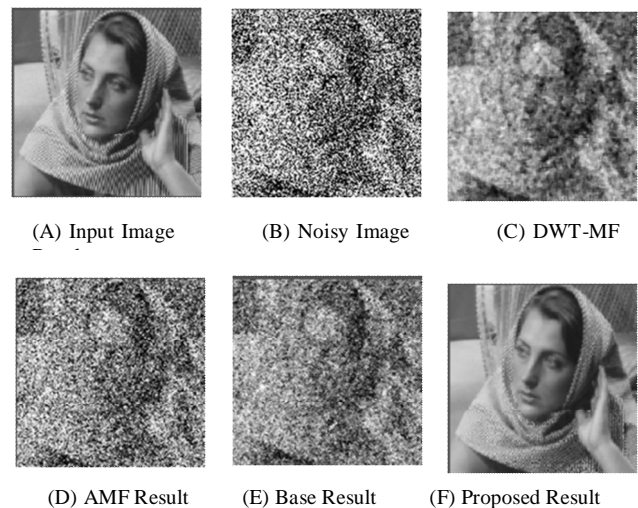 (A) Input Image
(B) Noisy Image
(C) DWT-MF
(D) AMF Result
(E) Base Result
(F) Proposed Result